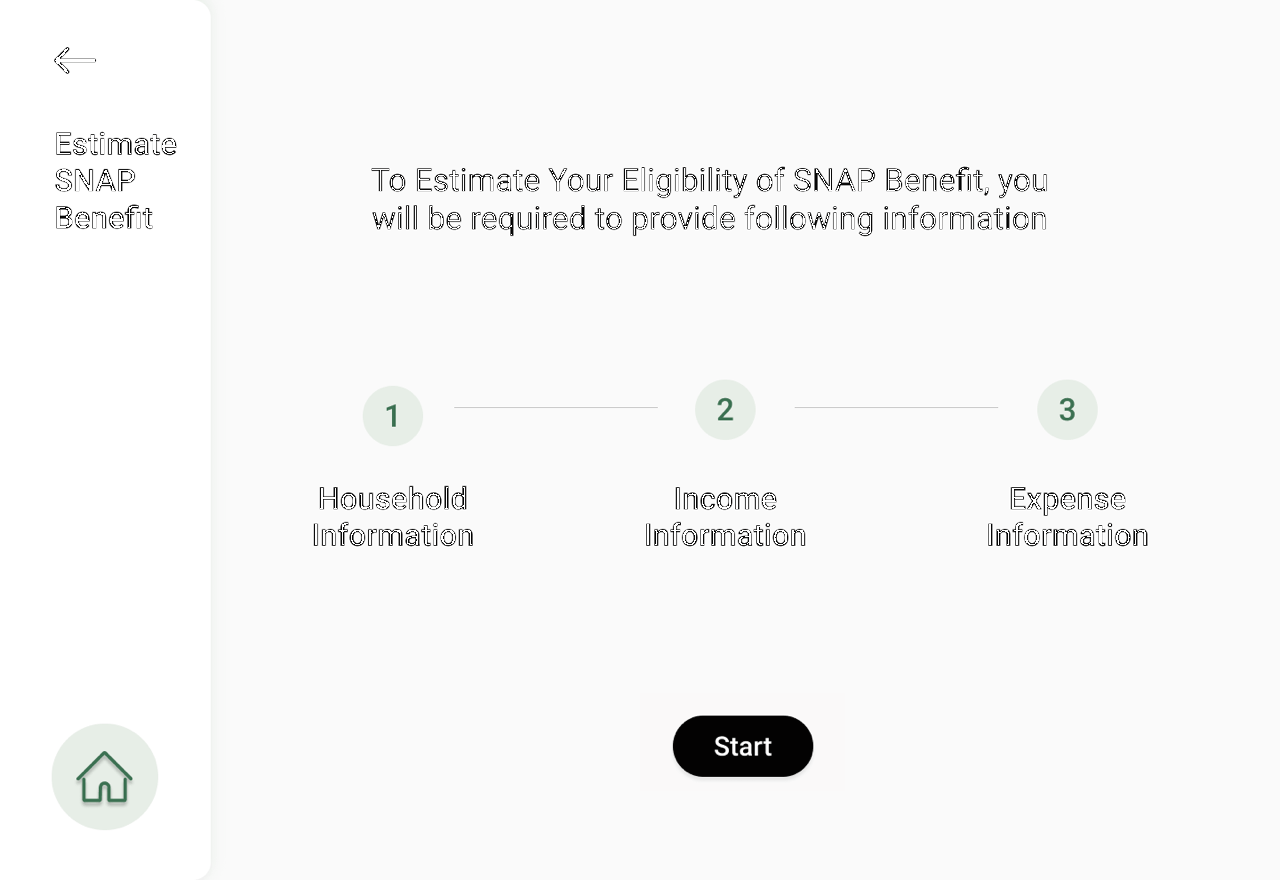 Estimate
SNAP
Benefit
To Estimate Your Eligibility of SNAP Benefit, you
will be required to provide following information
1
2
3
Household
Information
Income
Information
Expense
Information
Start